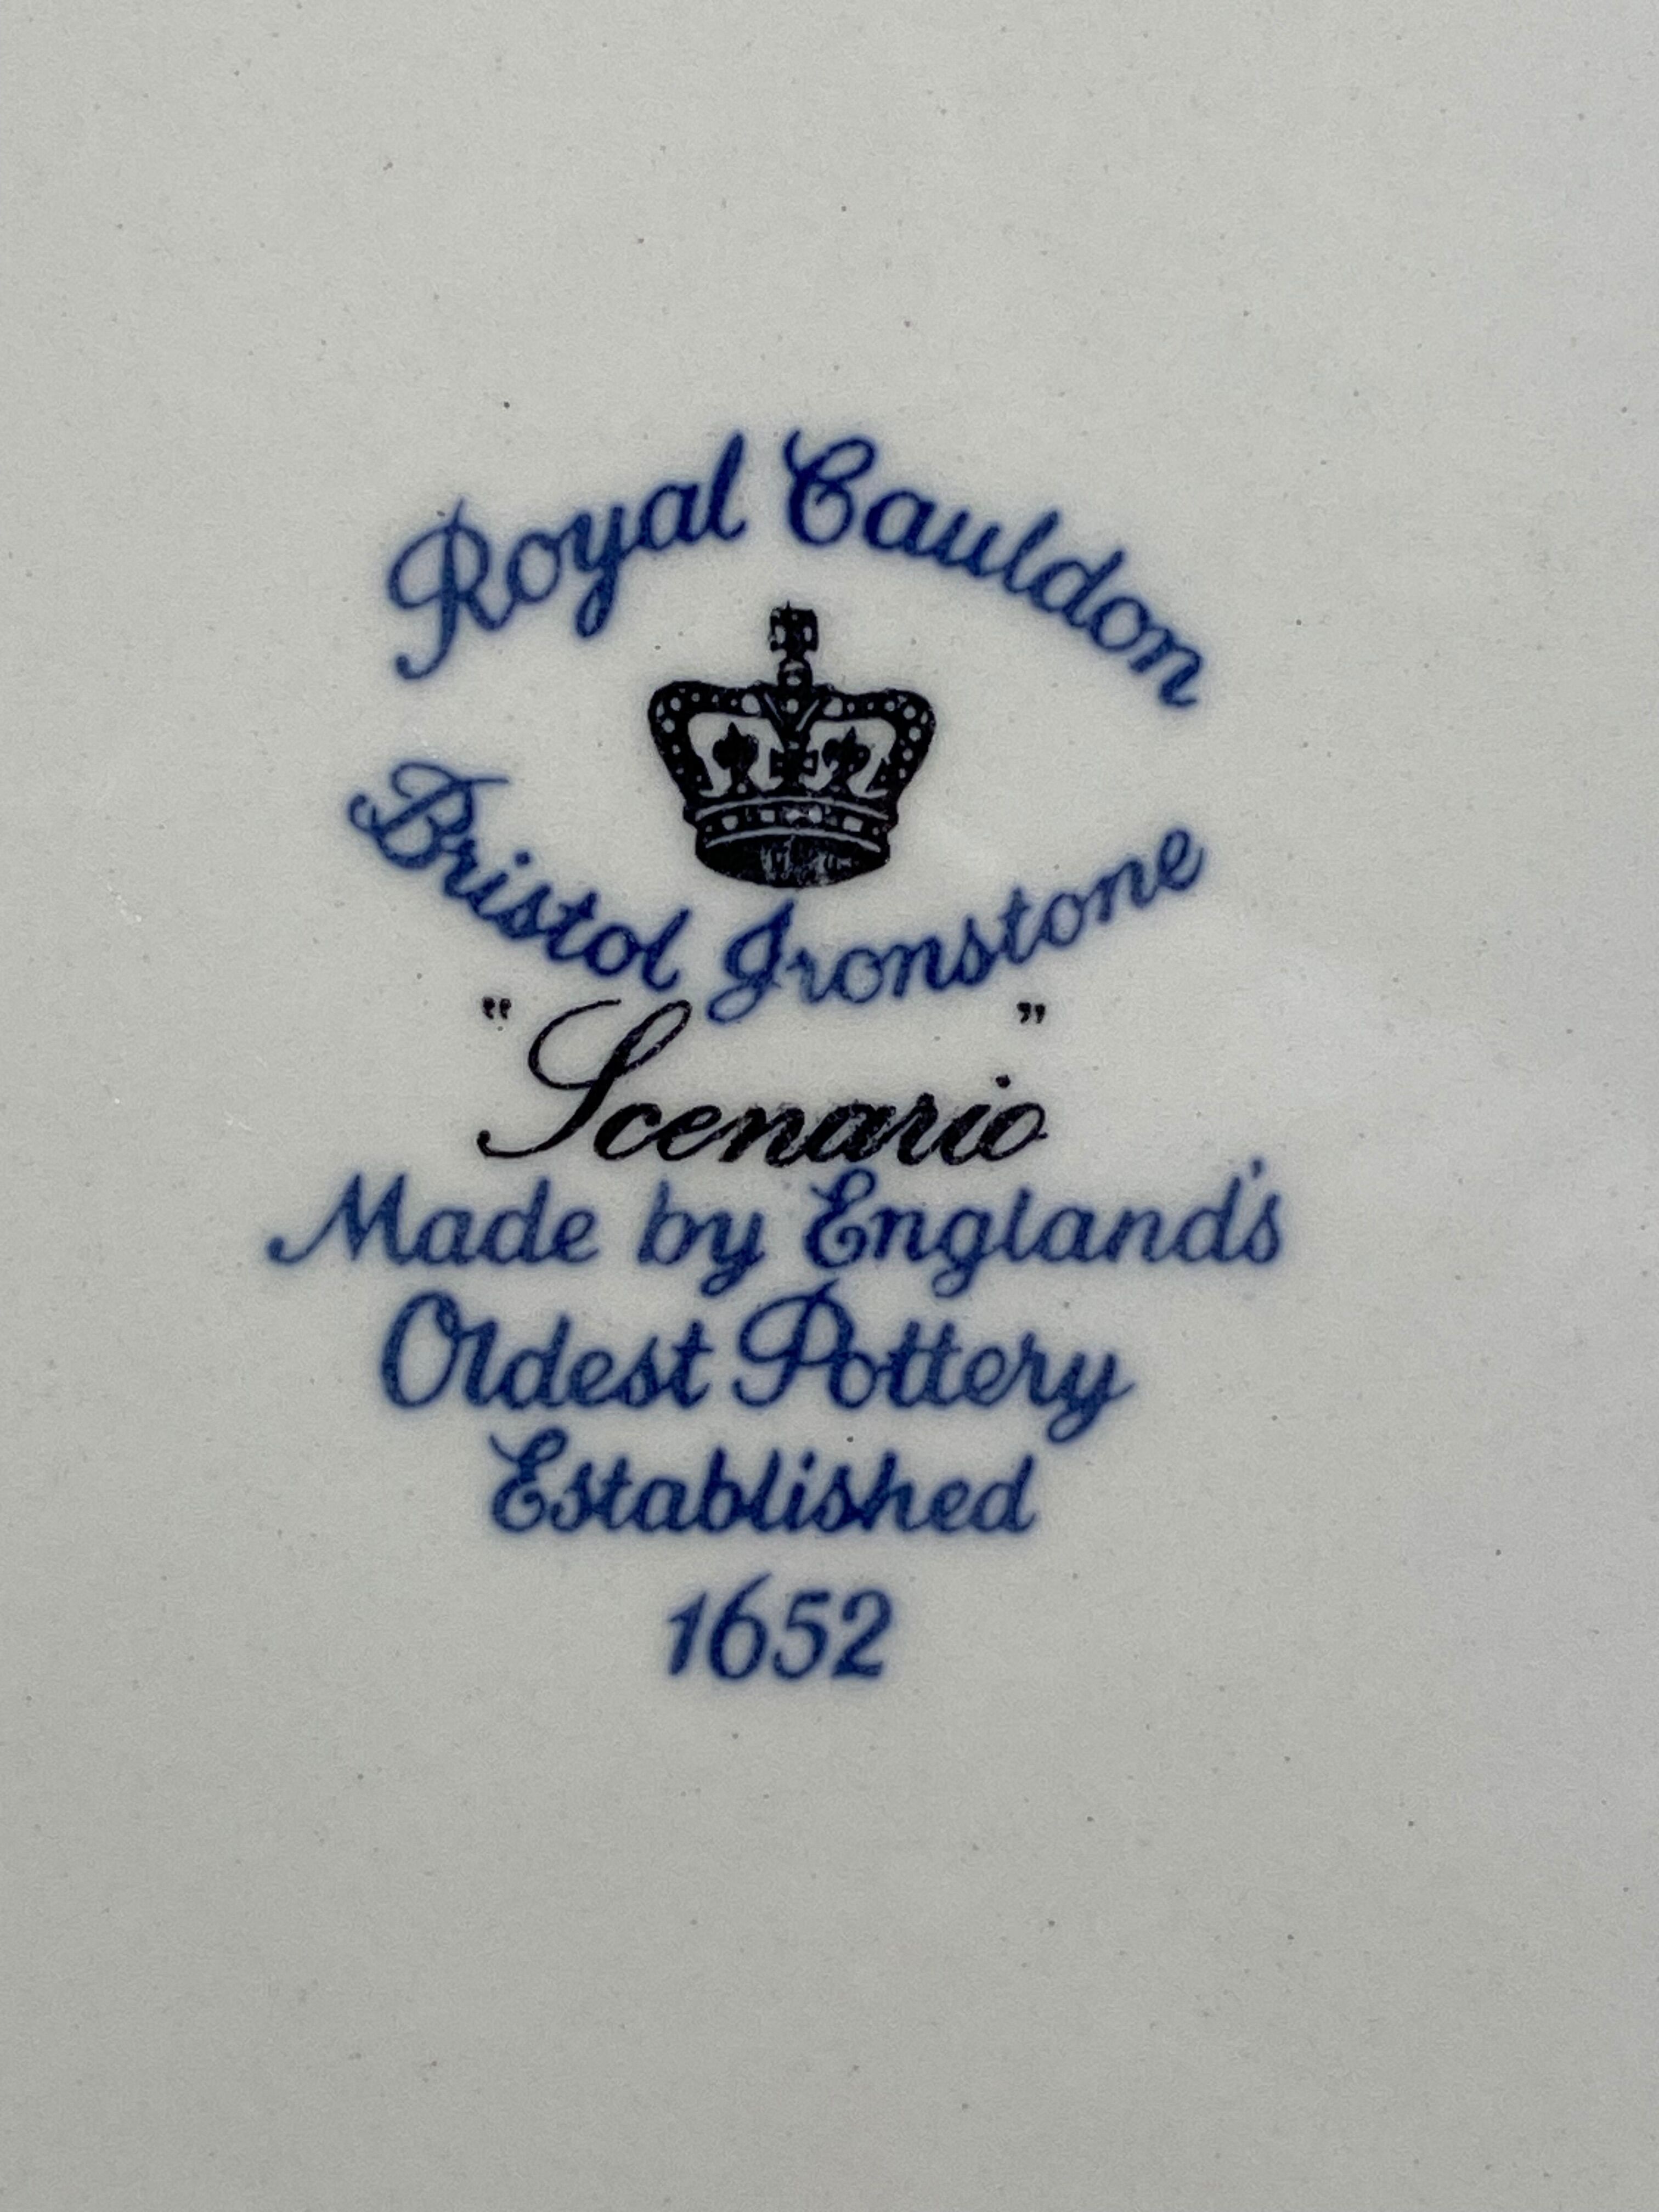 Royal Cauldon
Bristol Ironstone
"Scenario"
Made by England's
Oldest Pottery
Established
1652